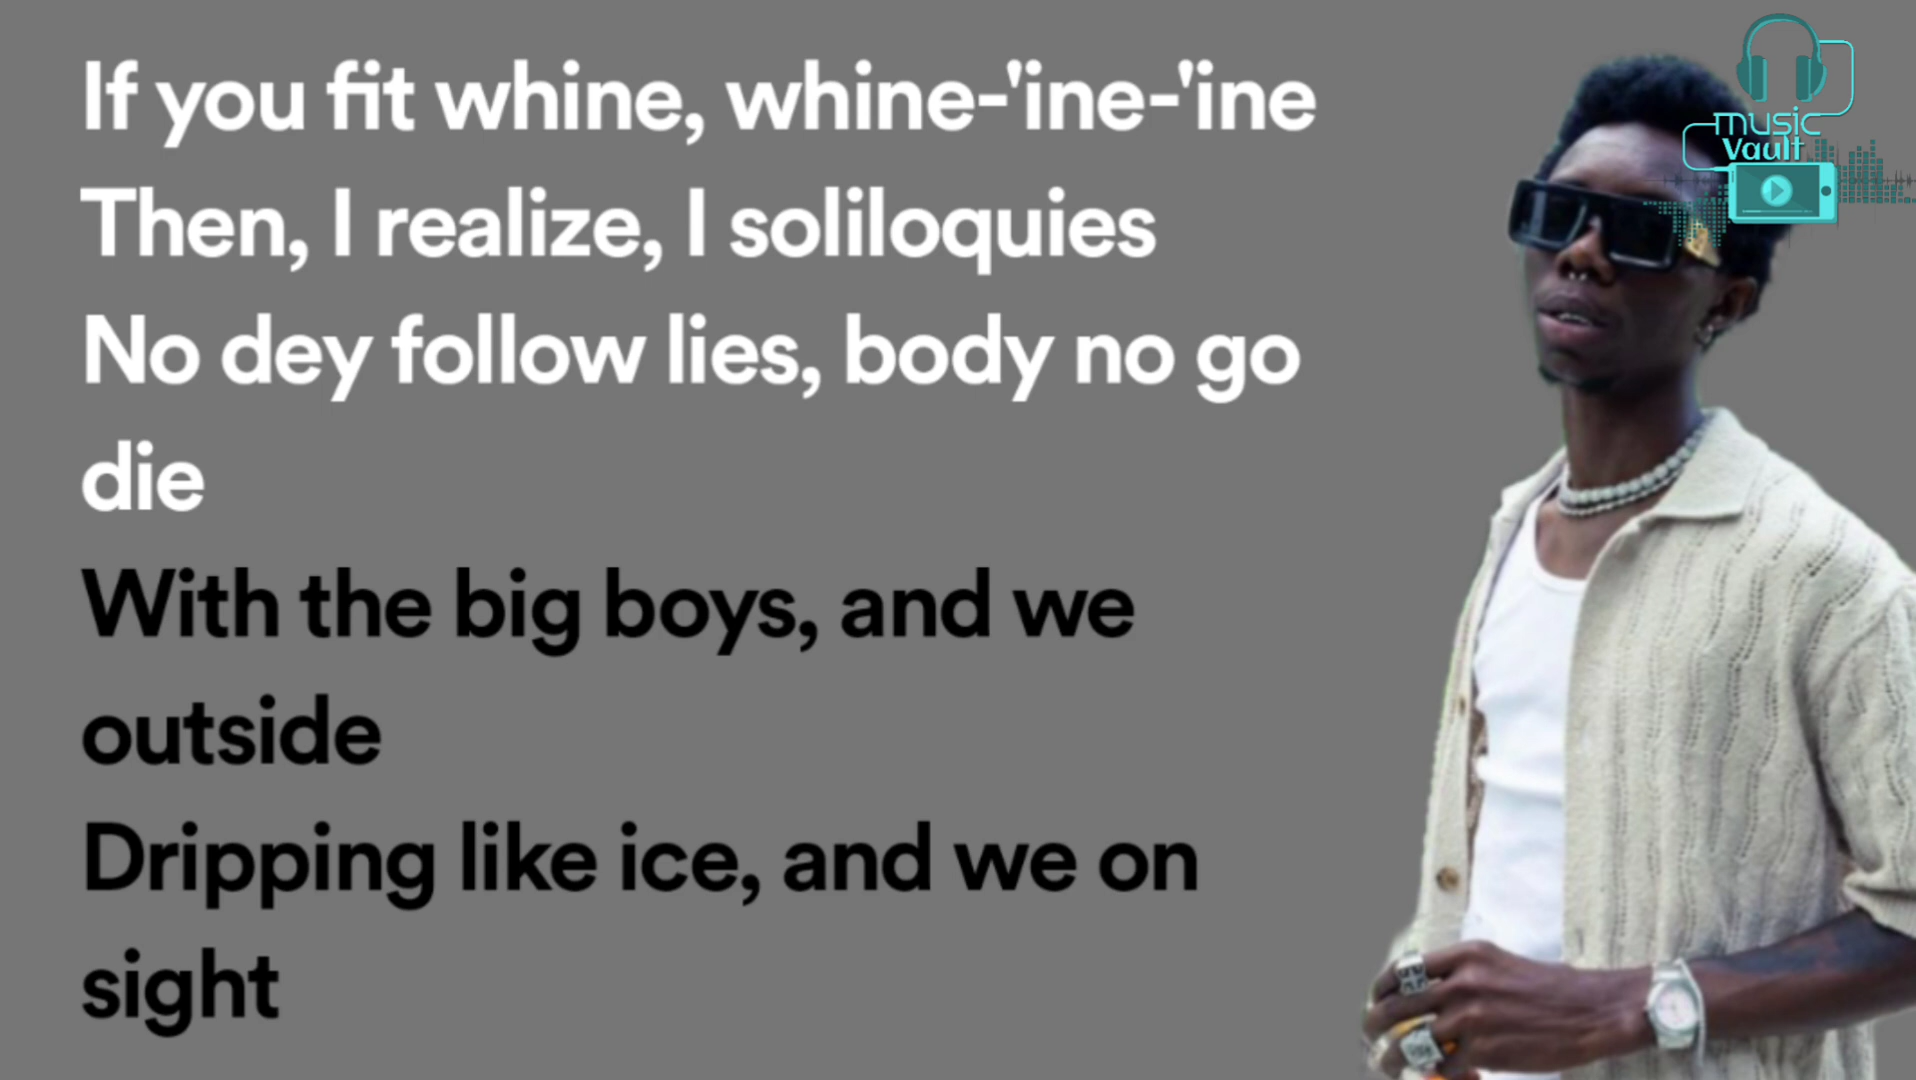 If you fit whine, whine-'ine-'ine
Then, I realize, I soliloquies
No dey follow lies, body no go
die
With the big boys, and we
outside
Dripping like ice, and we on
sight
music
Vault